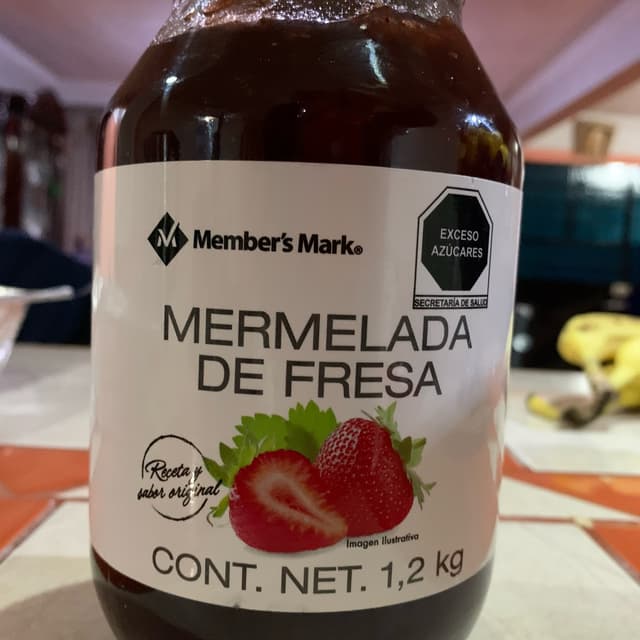 Member's Mark®
EXCESO
AZÚCARES
SECRETARÍA DE SALUD
MERMELADA
DE FRESA
Receta y
sabor original
Imagen Ilustrativa
CONT. NET. 1,2 kg